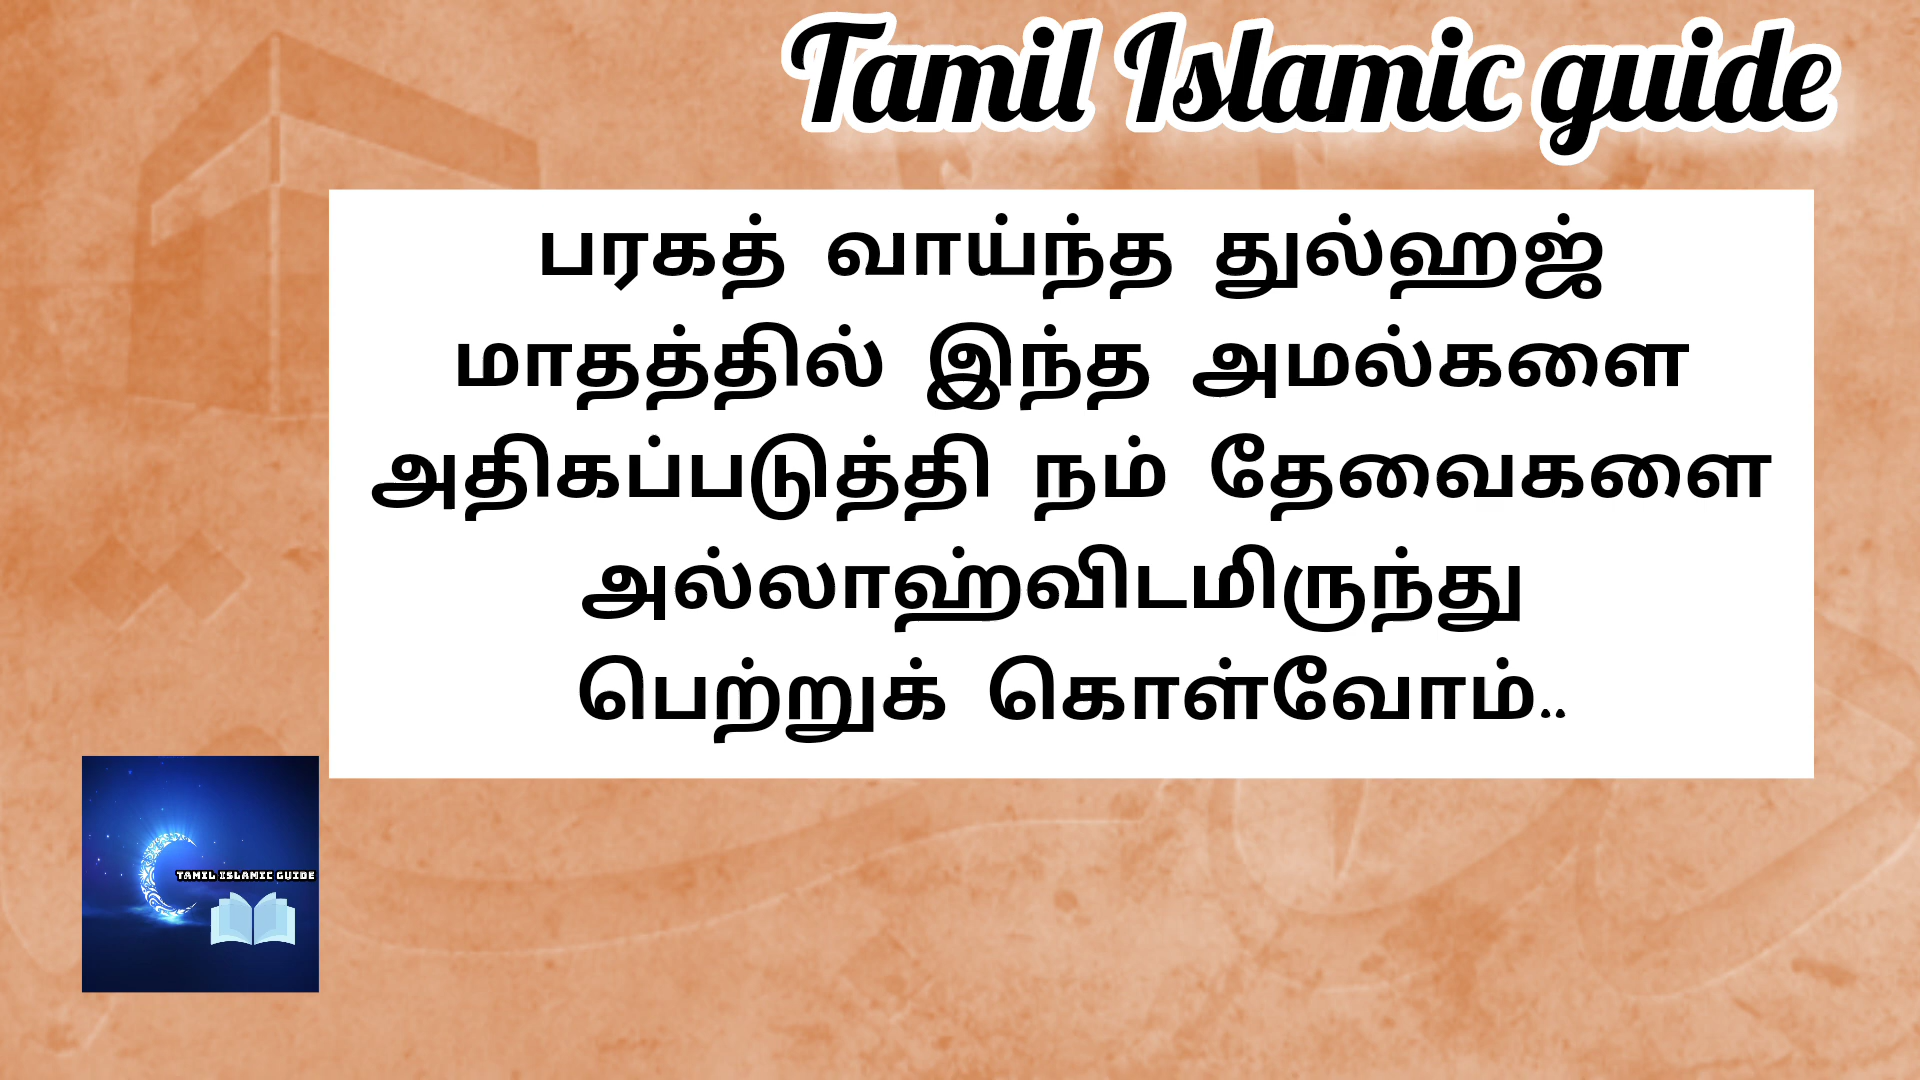 Tamil Islamic guide
பரகத் வாய்ந்த துல்ஹஜ்
மாதத்தில் இந்த அமல்களை
அதிகப்படுத்தி நம் தேவைகளை
அல்லாஹ்விடமிருந்து
பெற்றுக் கொள்வோம்..
TAMIL ISLAMIC GUIDE